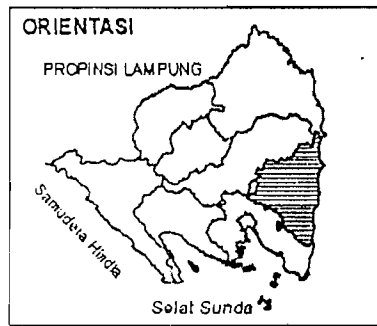 ORIENTASI
PROPINSI LAMPUNG
Samudera Hindia
Selat Sunda